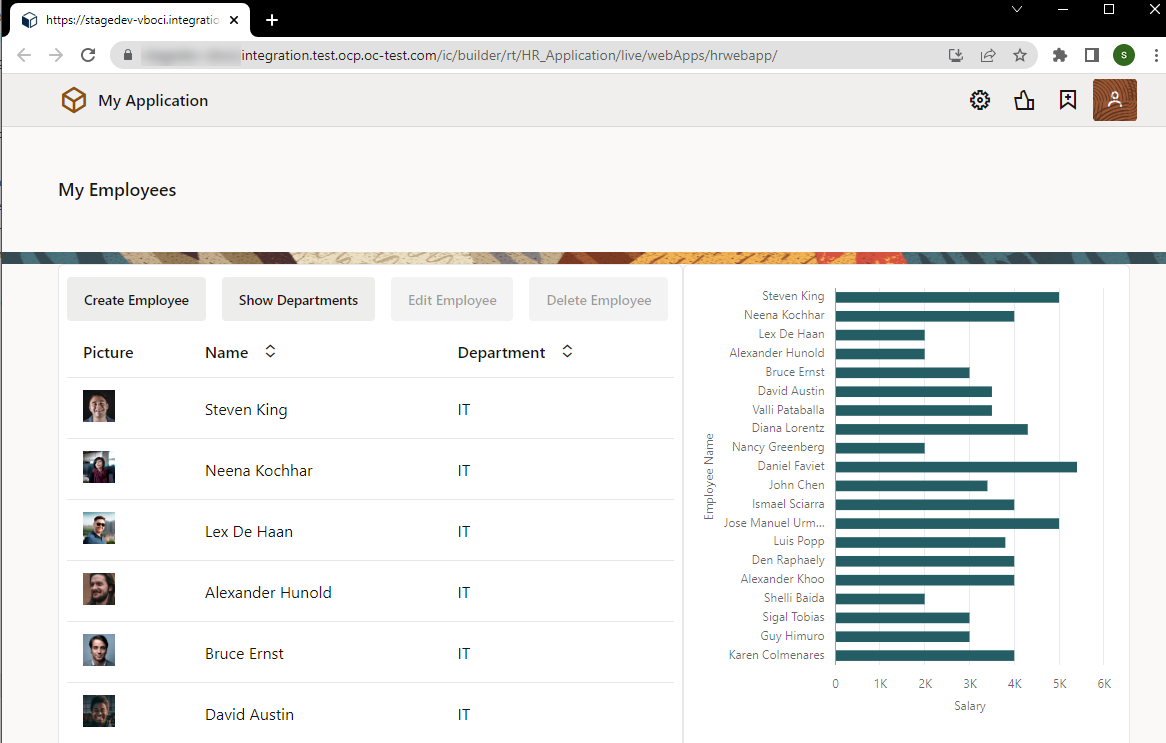 https://stagedev-vboci.integratio
integration.test.ocp.oc-test.com/ic/builder/rt/HR_Application/live/webApps/hrwebapp/
S
My Application
My Employees
Create Employee
Show Departments
Edit Employee
Delete Employee
Picture
Name
Department
Steven King
IT
Neena Kochhar
IT
Lex De Haan
IT
Alexander Hunold
IT
Bruce Ernst
IT
David Austin
IT
Employee Name
Steven King
Neena Kochhar
Lex De Haan
Alexander Hunold
Bruce Ernst
David Austin
Valli Pataballa
Diana Lorentz
Nancy Greenberg
Daniel Faviet
John Chen
Ismael Sciarra
Jose Manuel Urm...
Luis Popp
Den Raphaely
Alexander Khoo
Shelli Baida
Sigal Tobias
Guy Himuro
Karen Colmenares
0 1K 2K 3K 4K 5K 6K
Salary